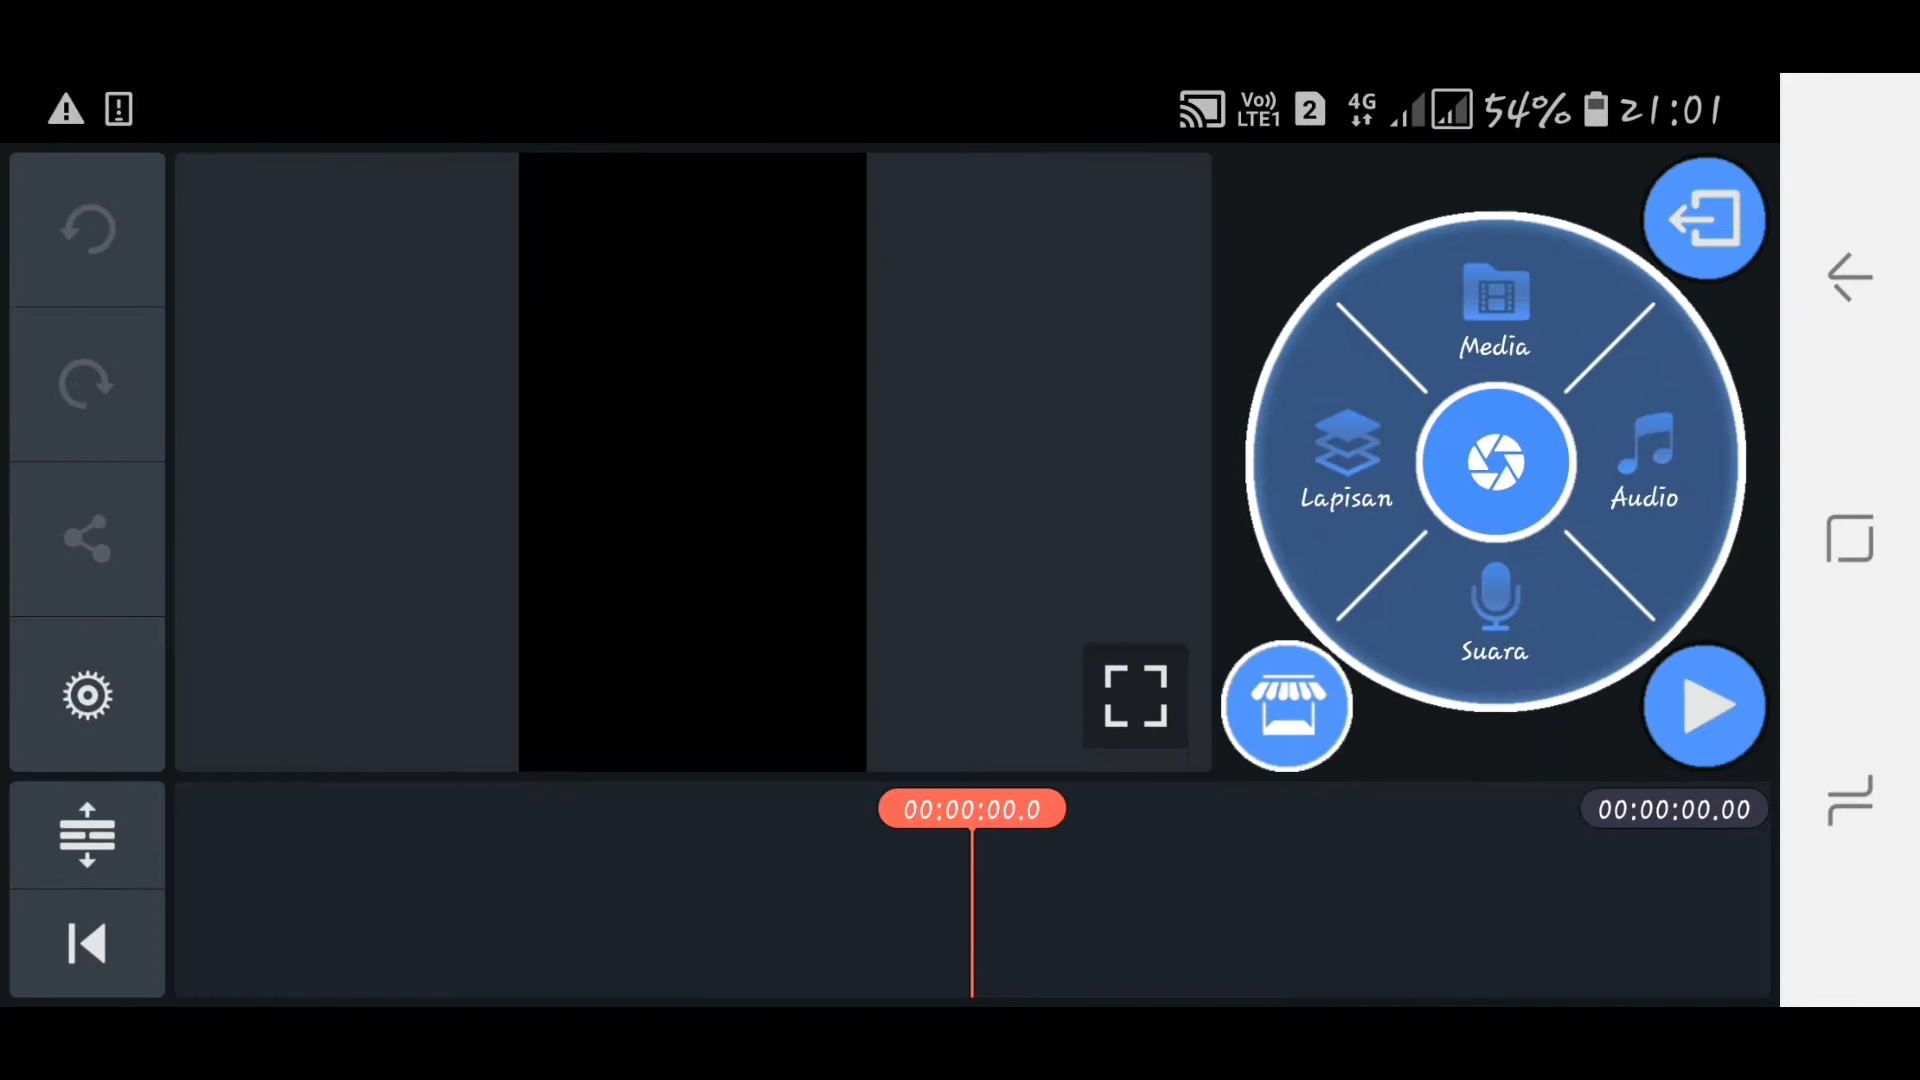 Vo)) LTE1 2 4G 54% 21:01
Media
Lapisan
Audio
Suara
00:00:00.0
00:00:00.00